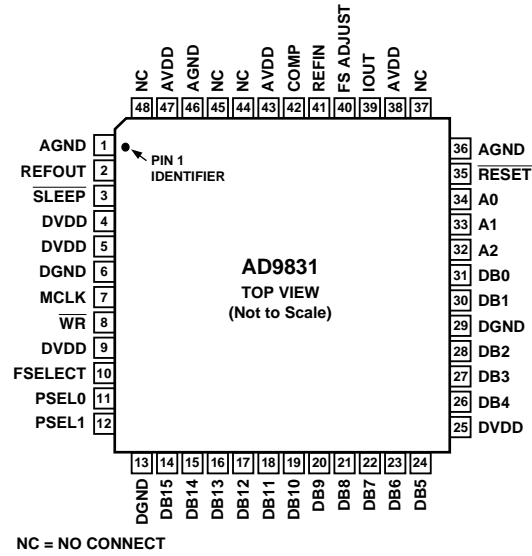 NC
AVDD
AGND
NC
NC
AVDD
COMP
REFIN
FS ADJUST
IOUT
AVDD
NC
48 47 46 45 44 43 42 41 40 39 38 37
AGND 1
REFOUT 2
SLEEP 3
DVDD 4
DVDD 5
DGND 6
MCLK 7
WR 8
DVDD 9
FSELECT 10
PSEL0 11
PSEL1 12
PIN 1
IDENTIFIER
AD9831
TOP VIEW
(Not to Scale)
36 AGND
35 RESET
34 A0
33 A1
32 A2
31 DB0
30 DB1
29 DGND
28 DB2
27 DB3
26 DB4
25 DVDD
13 14 15 16 17 18 19 20 21 22 23 24
DGND
DB15
DB14
DB13
DB12
DB11
DB10
DB9
DB8
DB7
DB6
DB5
NC = NO CONNECT